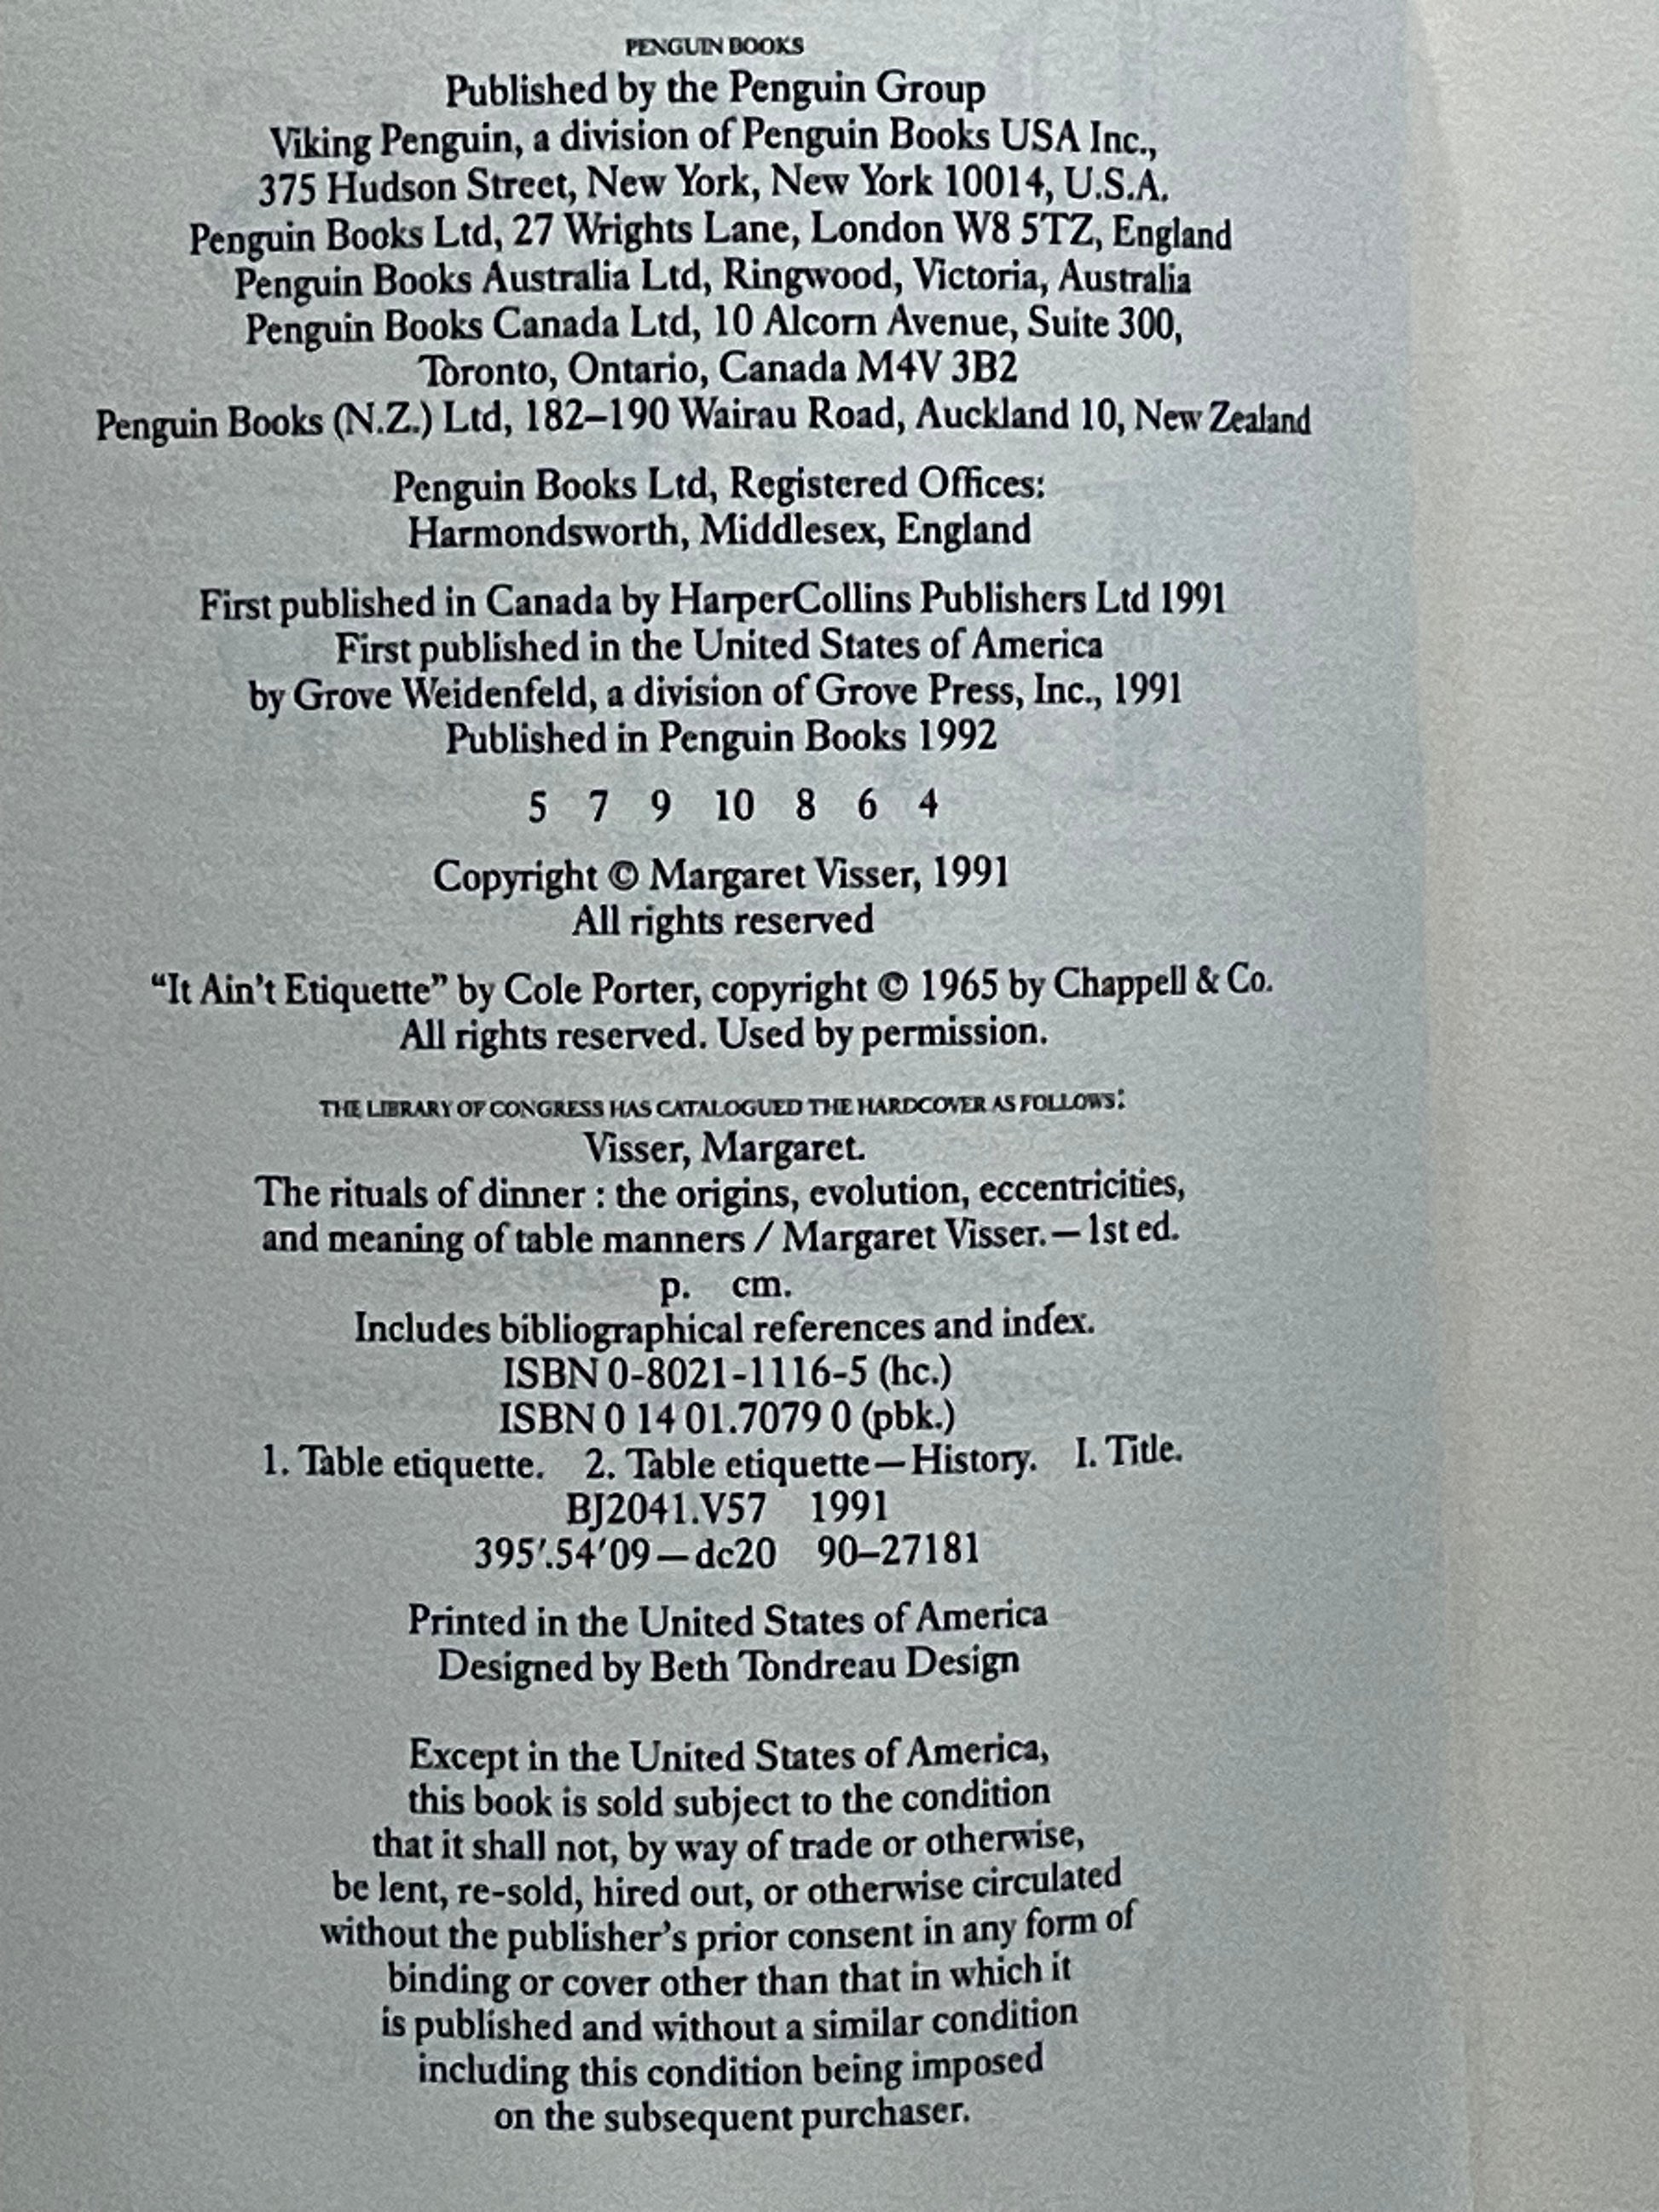 PENGUIN BOOKS
Published by the Penguin Group
Viking Penguin, a division of Penguin Books USA Inc.,
375 Hudson Street, New York, New York 10014, U.S.A.
Penguin Books Ltd, 27 Wrights Lane, London W8 5TZ, England
Penguin Books Australia Ltd, Ringwood, Victoria, Australia
Penguin Books Canada Ltd, 10 Alcorn Avenue, Suite 300,
Toronto, Ontario, Canada M4V 3B2
Penguin Books (N.Z.) Ltd, 182–190 Wairau Road, Auckland 10, New Zealand
Penguin Books Ltd, Registered Offices:
Harmondsworth, Middlesex, England
First published in Canada by HarperCollins Publishers Ltd 1991
First published in the United States of America
by Grove Weidenfeld, a division of Grove Press, Inc., 1991
Published in Penguin Books 1992
5 7 9 10 8 6 4
Copyright © Margaret Visser, 1991
All rights reserved
“It Ain’t Etiquette” by Cole Porter, copyright © 1965 by Chappell & Co.
All rights reserved. Used by permission.
THE LIBRARY OF CONGRESS HAS CATALOGUED THE HARDCOVER AS FOLLOWS:
Visser, Margaret.
The rituals of dinner : the origins, evolution, eccentricities,
and meaning of table manners / Margaret Visser.—1st ed.
p. cm.
Includes bibliographical references and index.
ISBN 0-8021-1116-5 (hc.)
ISBN 0 14 01.7079 0 (pbk.)
1. Table etiquette. 2. Table etiquette—History. I. Title.
BJ2041.V57 1991
395′.54′09—dc20 90–27181
Printed in the United States of America
Designed by Beth Tondreau Design
Except in the United States of America,
this book is sold subject to the condition
that it shall not, by way of trade or otherwise,
be lent, re-sold, hired out, or otherwise circulated
without the publisher’s prior consent in any form of
binding or cover other than that in which it
is published and without a similar condition
including this condition being imposed
on the subsequent purchaser.